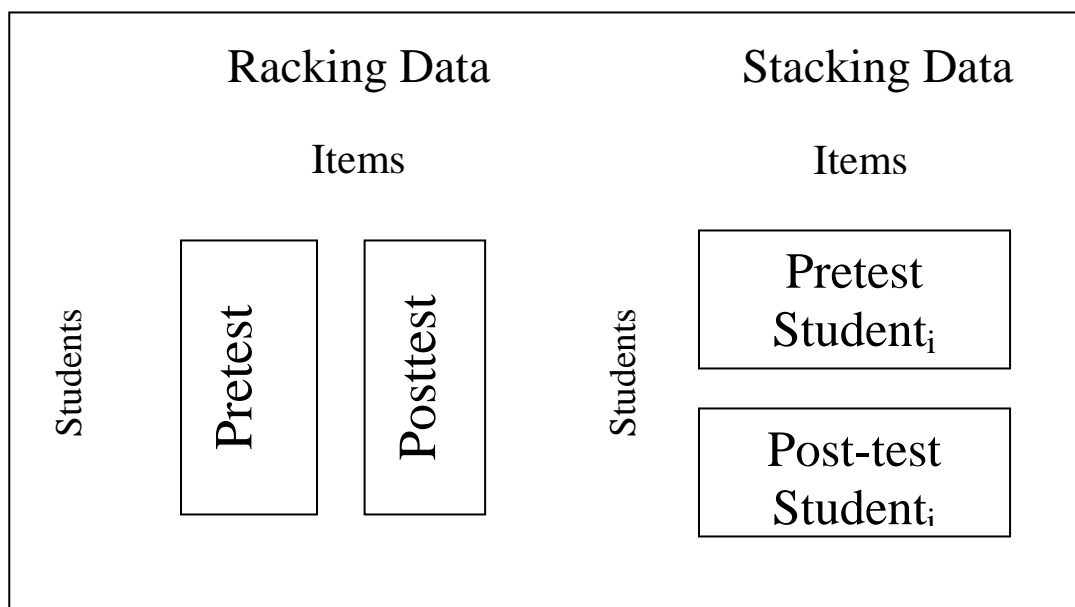 Racking Data
Items
Students
Pretest
Posttest
Stacking Data
Items
Students
Pretest
Studentᵢ
Post-test
Studentᵢ